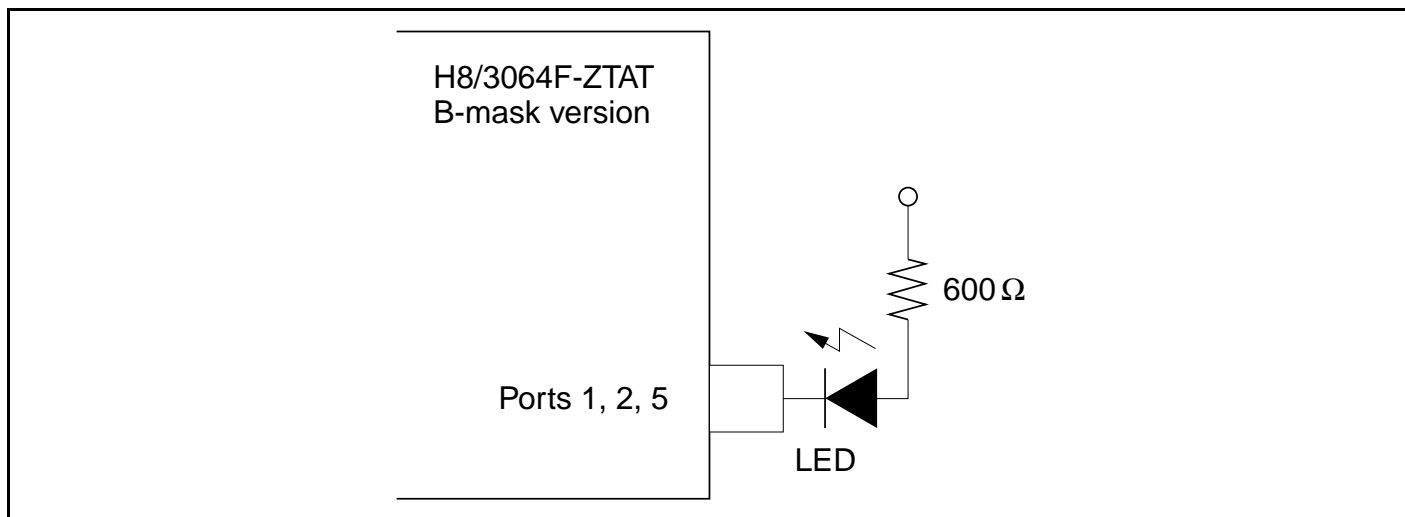 H8/3064F-ZTAT
B-mask version
600 Ω
Ports 1, 2, 5
LED